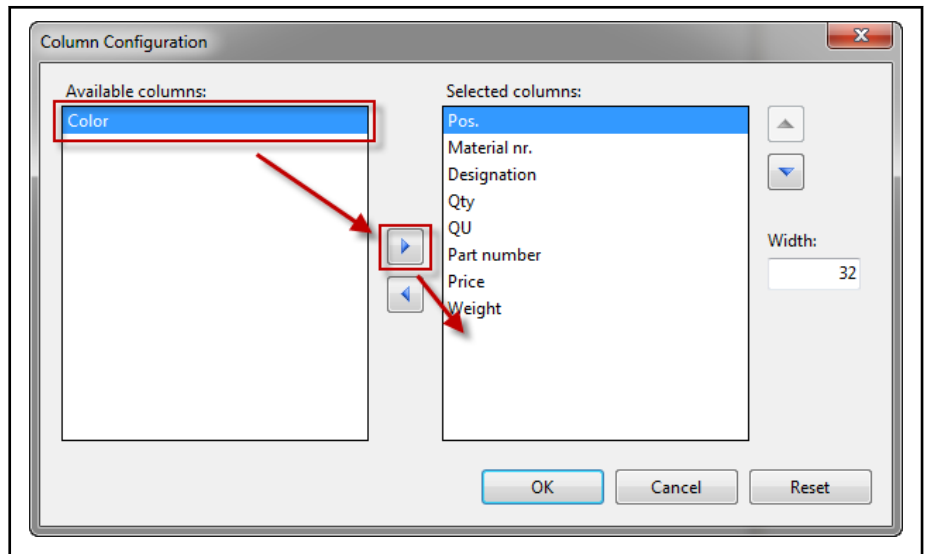 Column Configuration
Available columns:
Color
Selected columns:
Pos.
Material nr.
Designation
Qty
QU
Part number
Price
Weight
Width:
32
OK
Cancel
Reset